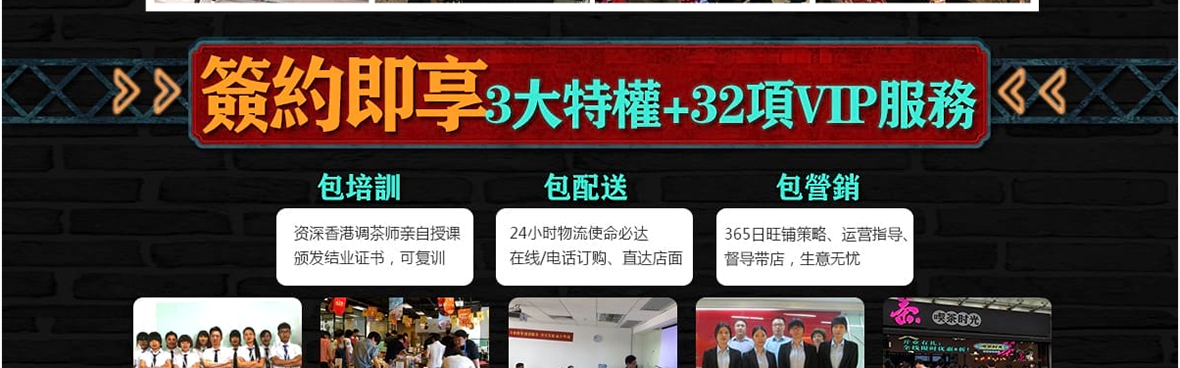 簽約即享3大特權+32項VIP服務
包培訓
包配送
包營銷
资深香港调茶师亲自授课
颁发结业证书，可复训
24小时物流使命必达
在线/电话订购、直达店面
365日旺铺策略、运营指导、
督导带店，生意无忧
喫茶时光